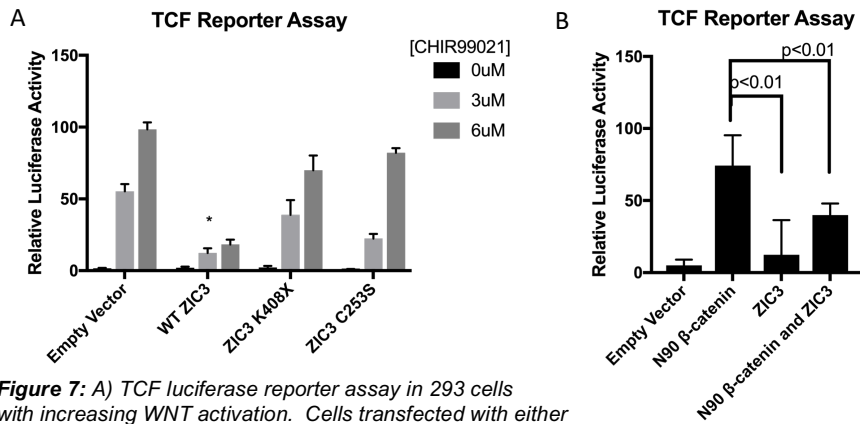 A
TCF Reporter Assay
Relative Luciferase Activity
150
100
50
0
[CHIR99021]
0uM
3uM
6uM
*
Empty Vector
WT ZIC3
ZIC3 K408X
ZIC3 C253S
B
TCF Reporter Assay
Relative Luciferase Activity
150
100
50
0
p<0.01
p<0.01
Empty Vector
N90 β-catenin
ZIC3
N90 β-catenin and ZIC3
Figure 7: A) TCF luciferase reporter assay in 293 cells
with increasing WNT activation. Cells transfected with either